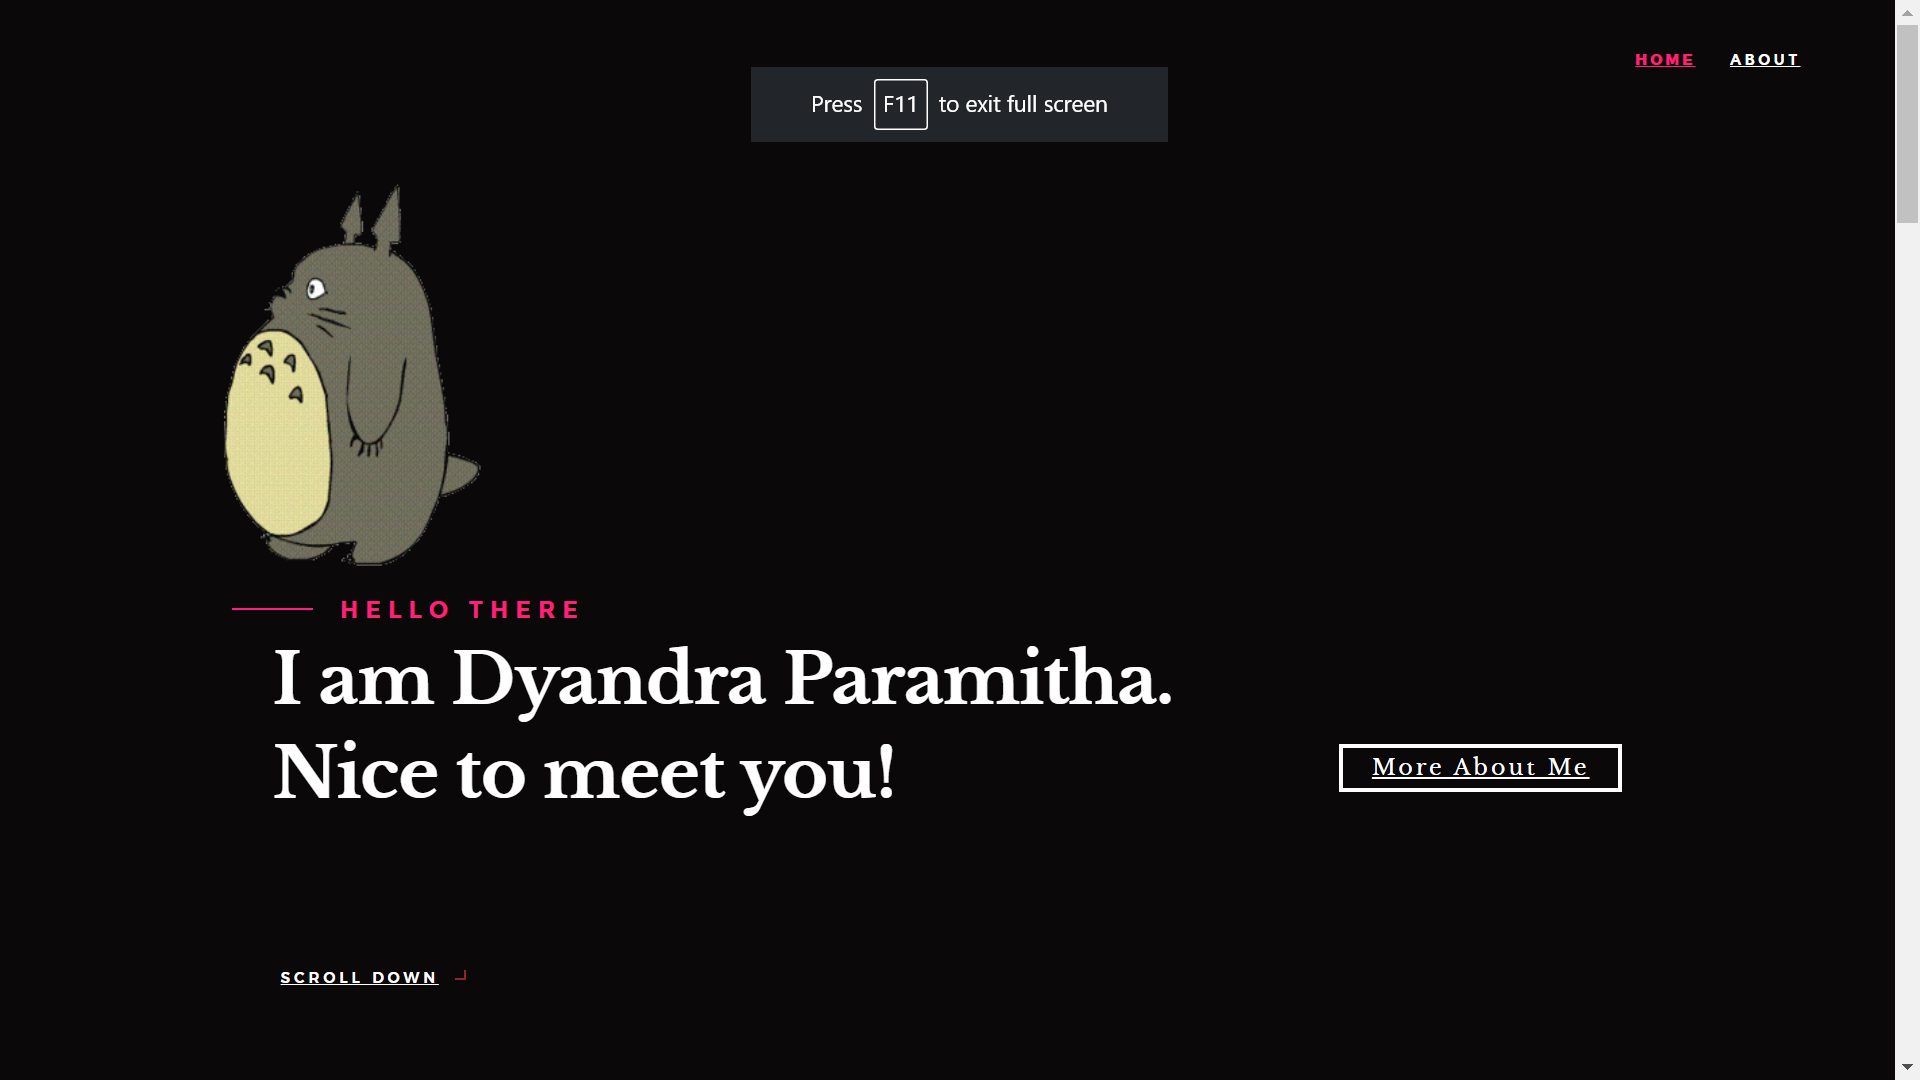 HOME ABOUT
Press F11 to exit full screen
HELLO THERE
I am Dyandra Paramitha.
Nice to meet you!
More About Me
SCROLL DOWN